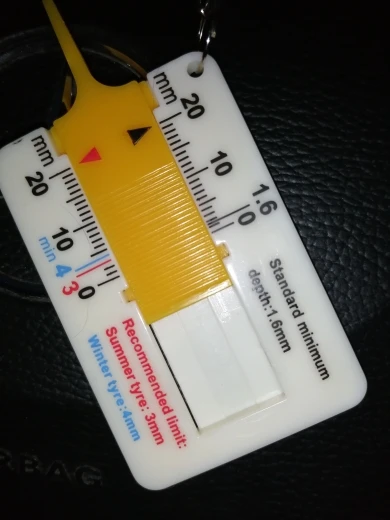 mm
20
10
0
1.6
Standard minimum
depth:1.6mm
mm
20
10
0
min 4
3
Recommended limit:
Summer tyre: 3mm
Winter tyre:4mm
RBAG